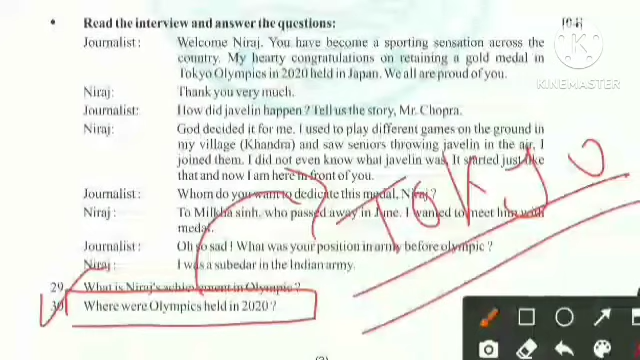 • Read the interview and answer the questions: [04]
KINEMASTER
Journalist : Welcome Niraj. You have become a sporting sensation across the
country. My hearty congratulations on retaining a gold medal in
Tokyo Olympics in 2020 held in Japan. We all are proud of you.
Niraj: Thank you very much.
Journalist: How did javelin happen ? Tell us the story, Mr. Chopra.
Niraj: God decided it for me. I used to play different games on the ground in
my village (Khandra) and saw seniors throwing javelin in the air, I
joined them. I did not even know what javelin was. It started just like
that and now I am here in front of you.
Journalist : Whom do you want to dedicate this medal, Niraj?
Niraj: To Milkha sinh, who passed away in June. I wanted to meet him with
medal.
Journalist : Oh so sad ! What was your position in army before olympic ?
Niraj: I was a subedar in the Indian army.
29. What is Niraj's achievement in Olympic ?
30. Where were Olympics held in 2020 ?
TOKYO